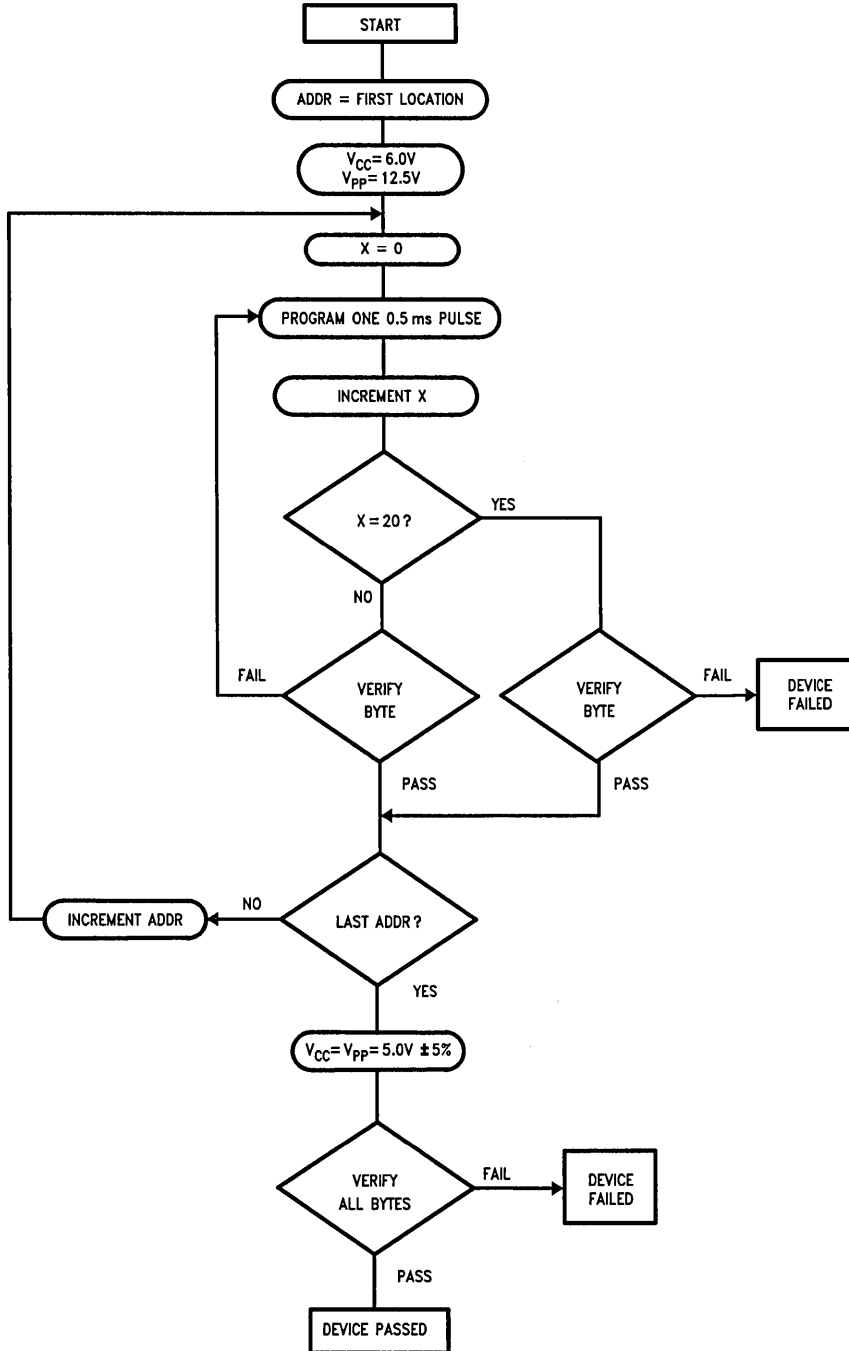 START
ADDR = FIRST LOCATION
VCC = 6.0V
VPP = 12.5V
X = 0
PROGRAM ONE 0.5 ms PULSE
INCREMENT X
X = 20 ?
YES
NO
FAIL
VERIFY
BYTE
VERIFY
BYTE
FAIL
DEVICE
FAILED
PASS
PASS
INCREMENT ADDR
NO
LAST ADDR ?
YES
VCC = VPP = 5.0V ±5%
VERIFY
ALL BYTES
FAIL
DEVICE
FAILED
PASS
DEVICE PASSED